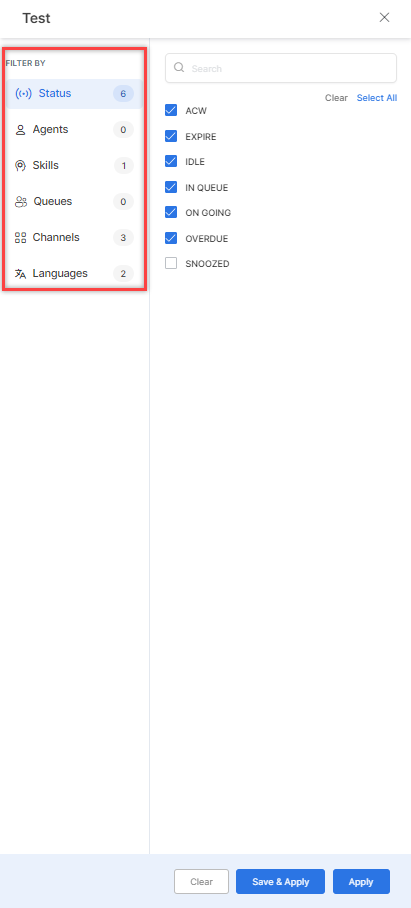 Test
FILTER BY
Status 6
Agents 0
Skills 1
Queues 0
Channels 3
Languages 2
Search
Clear Select All
ACW
EXPIRE
IDLE
IN QUEUE
ON GOING
OVERDUE
SNOOZED
Clear Save & Apply Apply